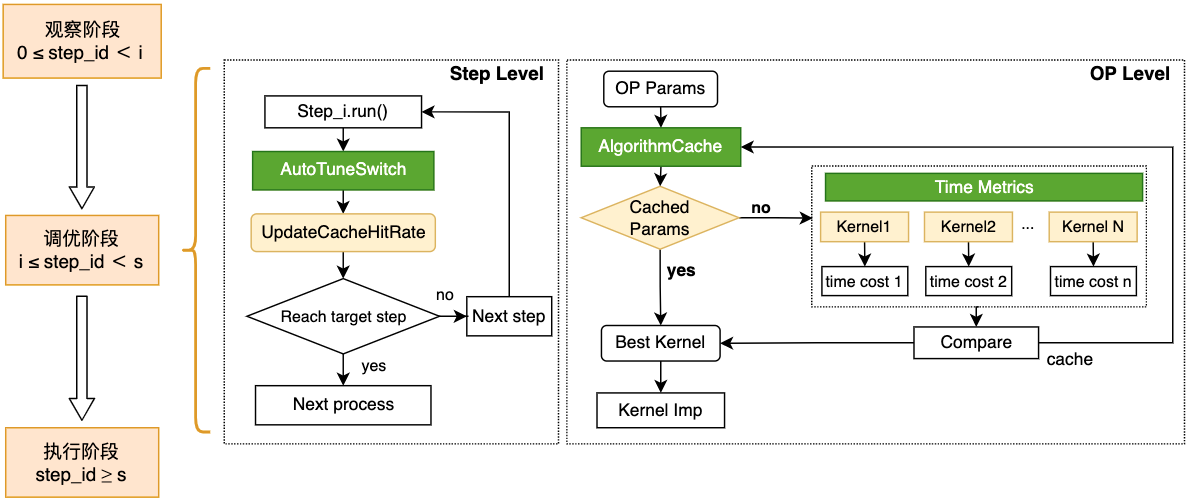 观察阶段
0 ≤ step_id < i
调优阶段
i ≤ step_id < s
执行阶段
step_id ≥ s
Step Level
Step_i.run()
AutoTuneSwitch
UpdateCacheHitRate
Reach target step
no
Next step
yes
Next process
OP Level
OP Params
AlgorithmCache
Cached
Params
no
yes
Time Metrics
Kernel1
Kernel2
...
Kernel N
time cost 1
time cost 2
time cost n
Best Kernel
Compare
cache
Kernel Imp